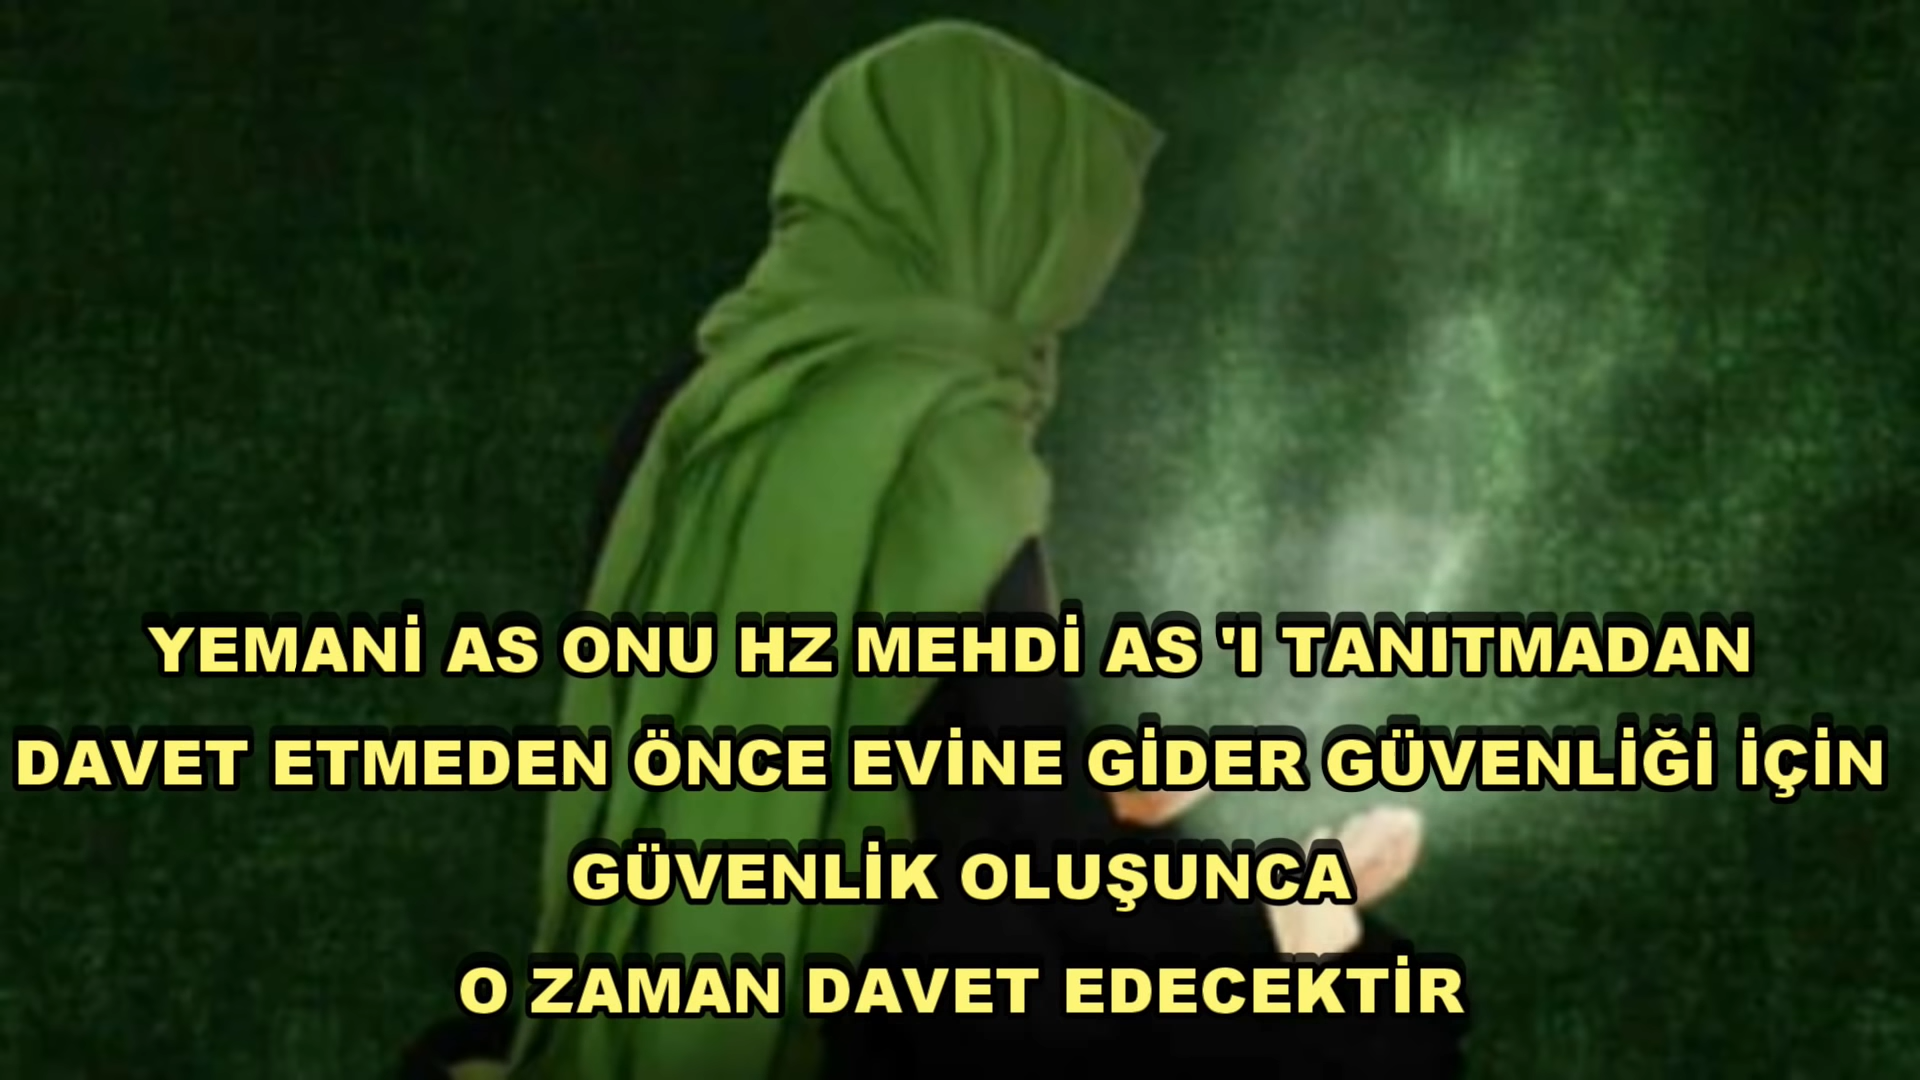 YEMANİ AS ONU HZ MEHDİ AS 'I TANITMADAN
DAVET ETMEDEN ÖNCE EVİNE GİDER GÜVENLİĞİ İÇİN
GÜVENLİK OLUŞUNCA
O ZAMAN DAVET EDECEKTİR